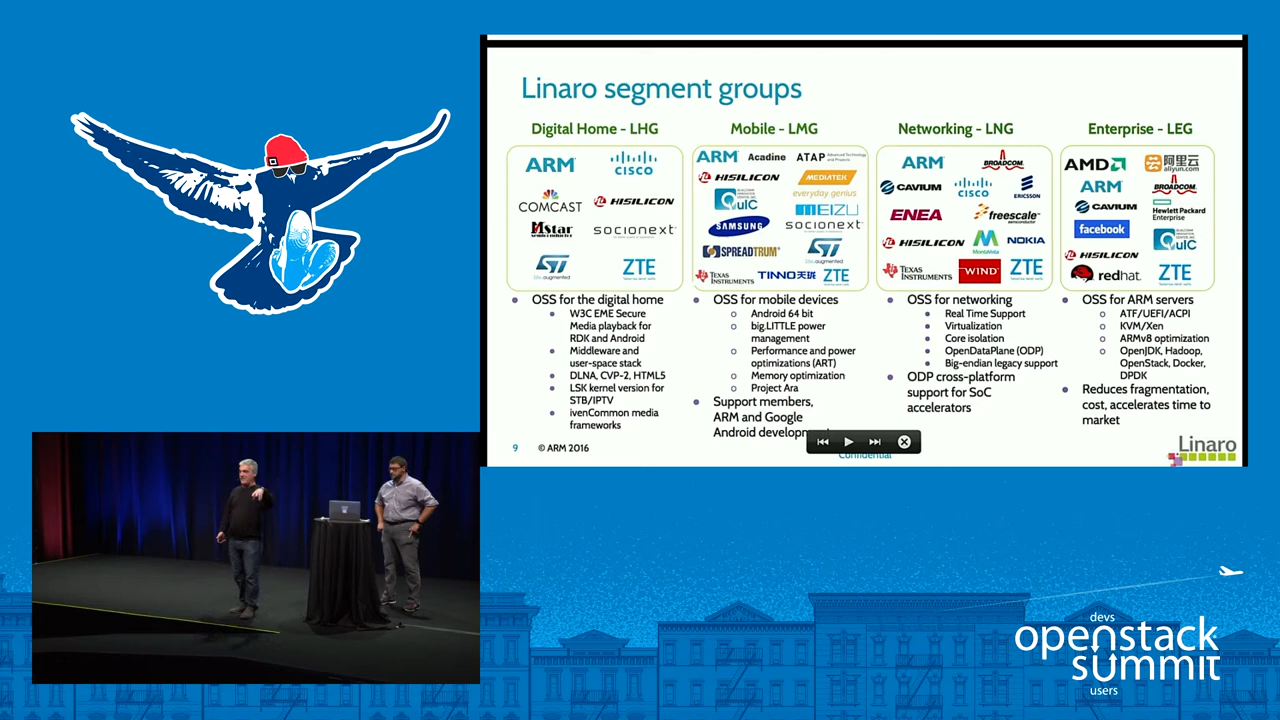 Linaro segment groups
Digital Home - LHG
ARM
CISCO
COMCAST
HISILICON
MStar
semiconductor
socionext
ST
life.augmented
ZTE
Mobile - LMG
ARM
Acadine
ATAP Advanced Technology and Projects
HISILICON
MEDIATEK
everyday genius
QUIC
MEIZU
SAMSUNG
socionext
SPREADTRUM
ST
life.augmented
TEXAS INSTRUMENTS
TINNO天珑
ZTE
Networking - LNG
ARM
BROADCOM
CAVIUM
CISCO
ERICSSON
ENEA
freescale
semiconductor
HISILICON
MontaVista
NOKIA
TEXAS INSTRUMENTS
WIND
ZTE
Enterprise - LEG
AMD
阿里云
aliyun.com
ARM
BROADCOM
CAVIUM
Hewlett Packard
Enterprise
facebook
QUIC
HISILICON
redhat.
ZTE
OSS for the digital home
W3C EME Secure
Media playback for
RDK and Android
Middleware and
user-space stack
DLNA, CVP-2, HTML5
LSK kernel version for
STB/IPTV
ivenCommon media
frameworks
OSS for mobile devices
Android 64 bit
big.LITTLE power
management
Performance and power
optimizations (ART)
Memory optimization
Project Ara
Support members,
ARM and Google
Android developm
OSS for networking
Real Time Support
Virtualization
Core isolation
OpenDataPlane (ODP)
Big-endian legacy support
ODP cross-platform
support for SoC
accelerators
OSS for ARM servers
ATF/UEFI/ACPI
KVM/Xen
ARMv8 optimization
OpenJDK, Hadoop,
OpenStack, Docker,
DPDK
Reduces fragmentation,
cost, accelerates time to
market
9 © ARM 2016
Confidential
Linaro
devs
openstack
summit
users